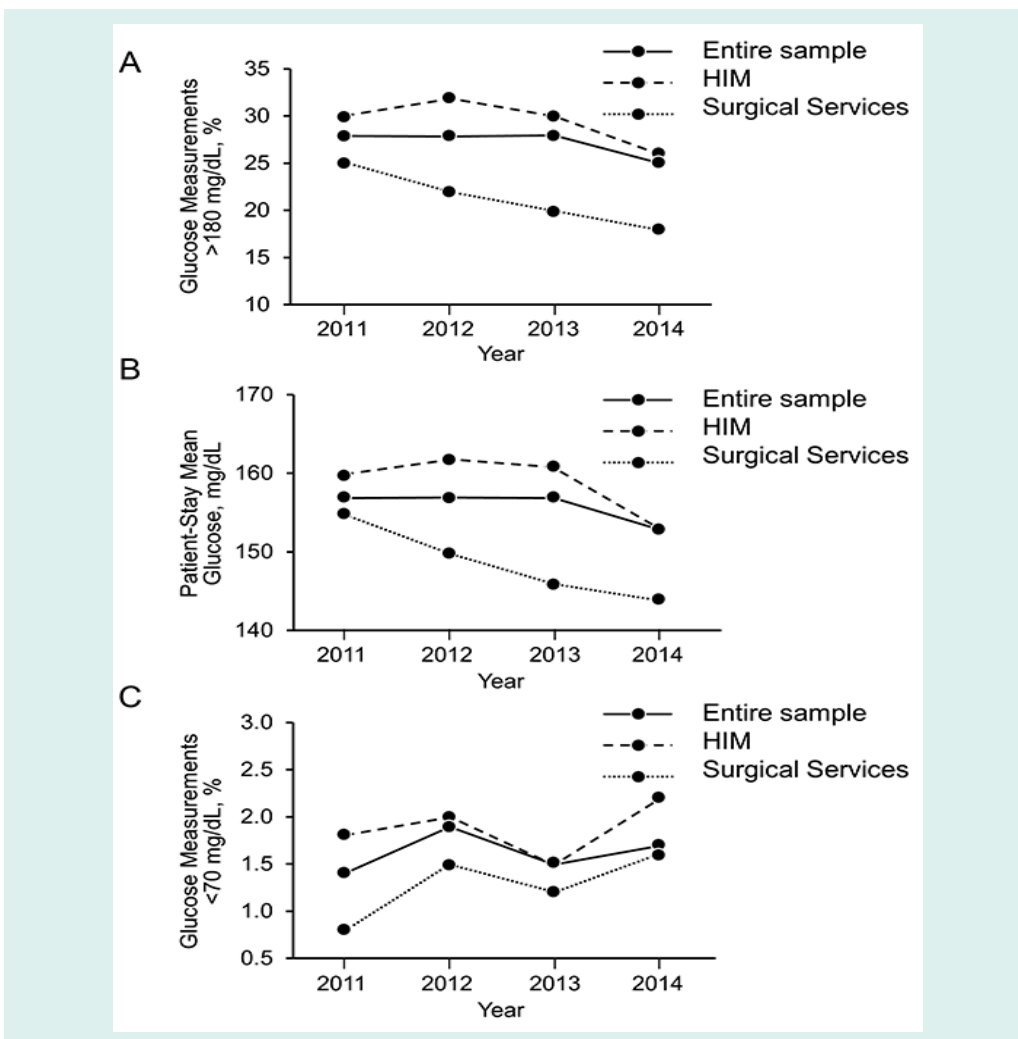 A
Entire sample
HIM
Surgical Services
Glucose Measurements
>180 mg/dL, %
35
30
25
20
15
10
2011 2012 2013 2014
Year
B
Entire sample
HIM
Surgical Services
Patient-Stay Mean
Glucose, mg/dL
170
160
150
140
2011 2012 2013 2014
Year
C
Entire sample
HIM
Surgical Services
Glucose Measurements
<70 mg/dL, %
3.0
2.5
2.0
1.5
1.0
0.5
2011 2012 2013 2014
Year